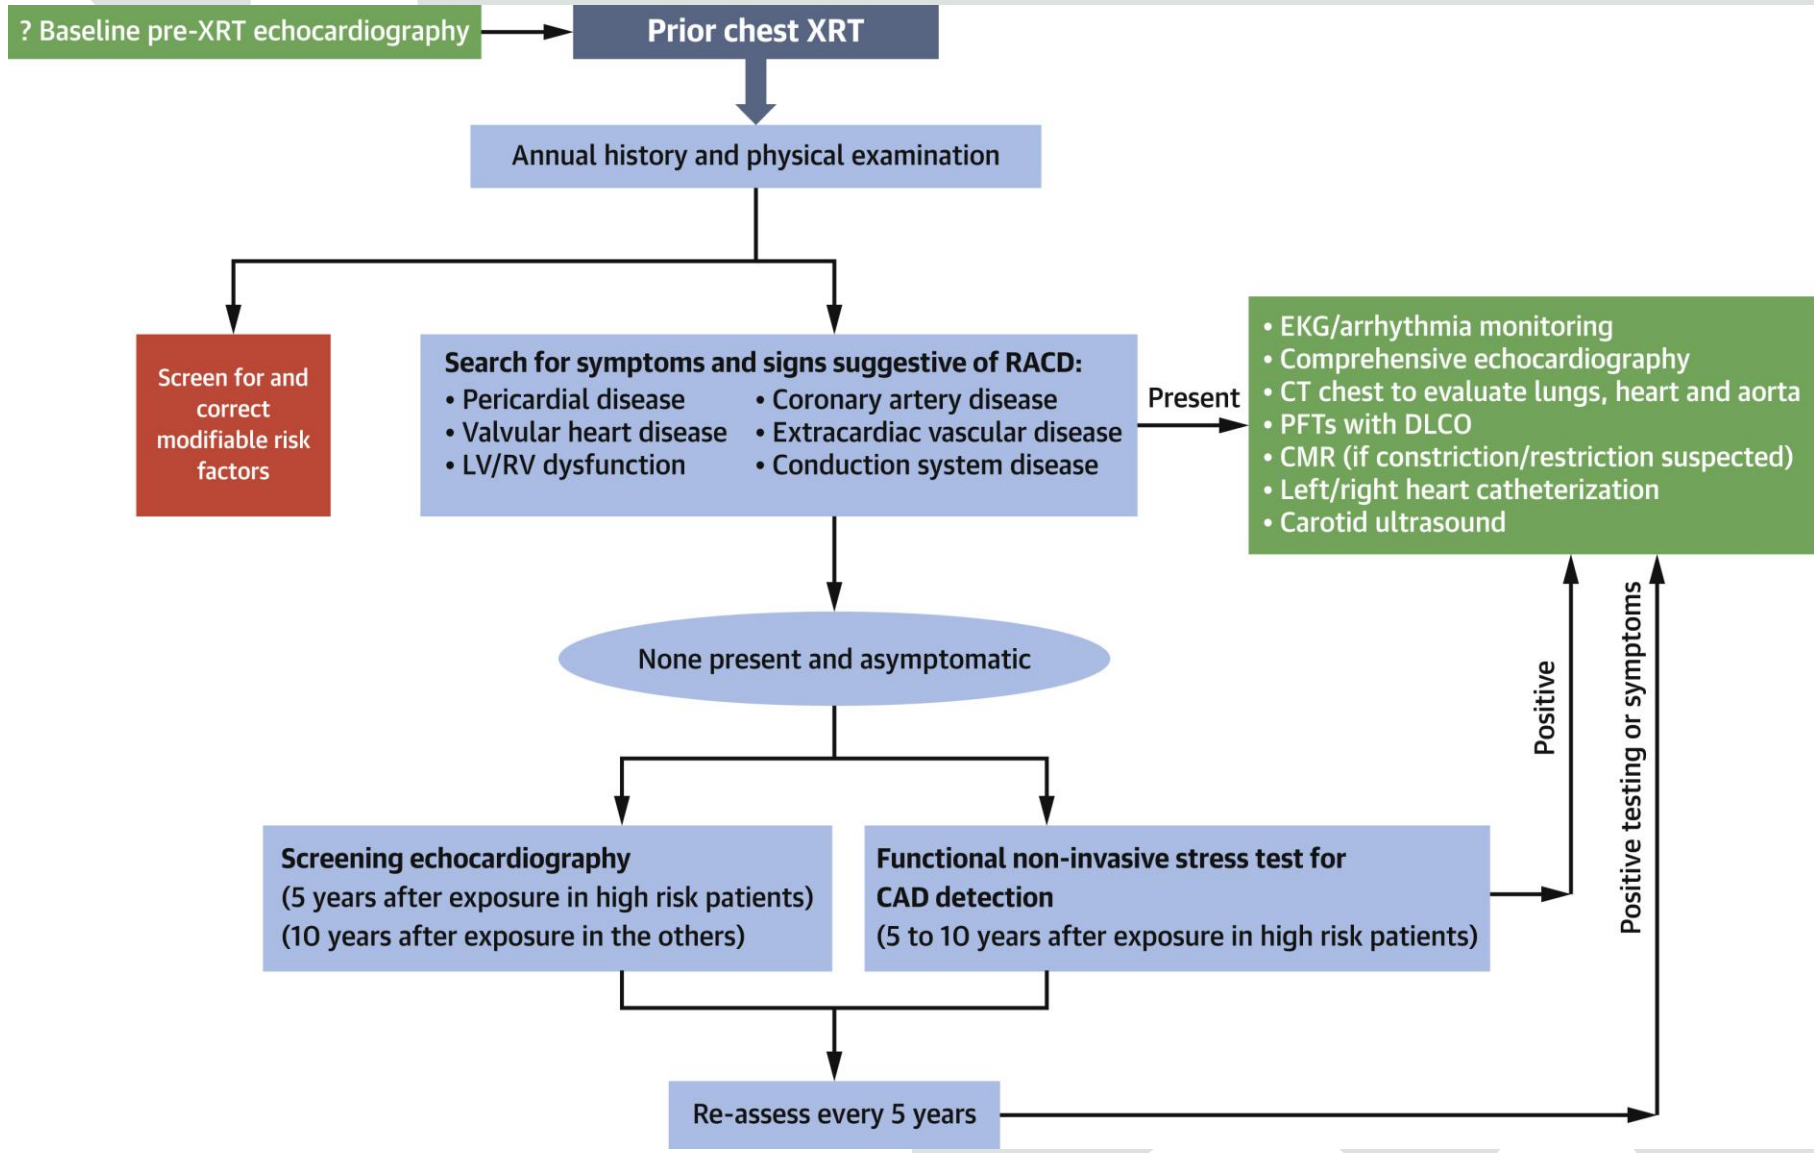 ? Baseline pre-XRT echocardiography
Prior chest XRT
Annual history and physical examination
Screen for and
correct
modifiable risk
factors
Search for symptoms and signs suggestive of RACD:
• Pericardial disease
• Valvular heart disease
• LV/RV dysfunction
• Coronary artery disease
• Extracardiac vascular disease
• Conduction system disease
Present
• EKG/arrhythmia monitoring
• Comprehensive echocardiography
• CT chest to evaluate lungs, heart and aorta
• PFTs with DLCO
• CMR (if constriction/restriction suspected)
• Left/right heart catheterization
• Carotid ultrasound
None present and asymptomatic
Screening echocardiography
(5 years after exposure in high risk patients)
(10 years after exposure in the others)
Functional non-invasive stress test for
CAD detection
(5 to 10 years after exposure in high risk patients)
Positive
Positive testing or symptoms
Re-assess every 5 years